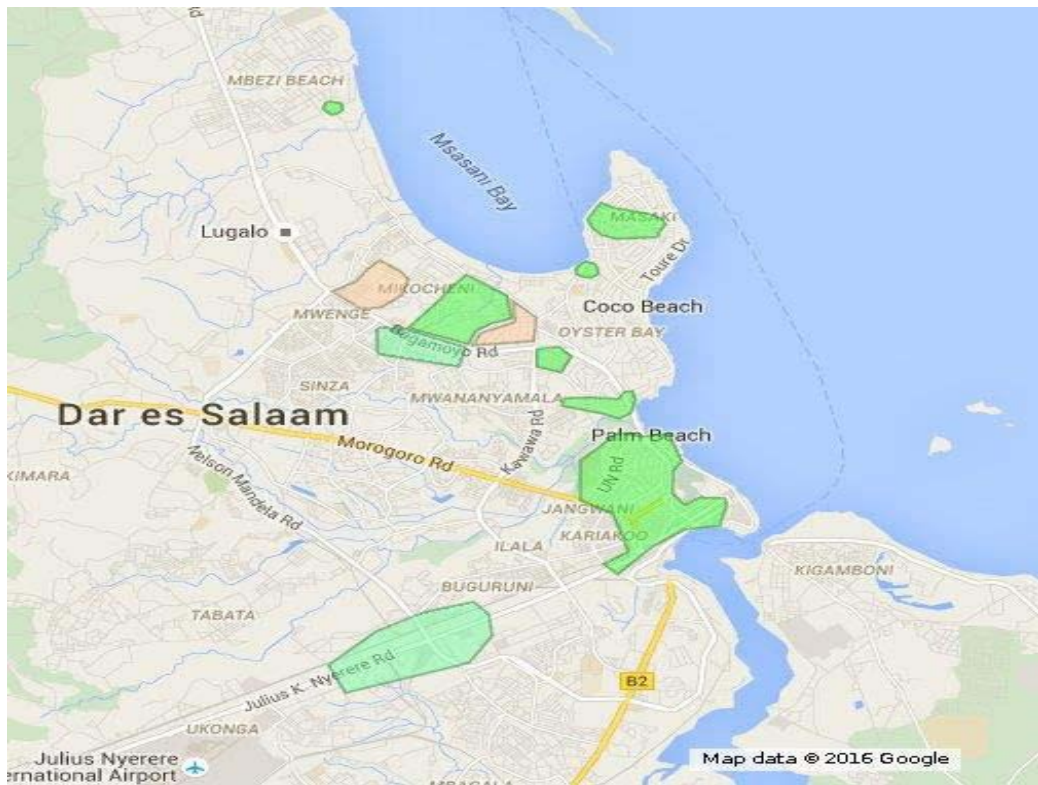 Rd
MBEZI BEACH
Msasani Bay
MASAKI
Lugalo
Toure Dr
MIKOCHENI
Coco Beach
MWENGE
OYSTER BAY
Bagamoyo Rd
SINZA
MWANANYAMALA
Dar es Salaam
Palm Beach
Morogoro Rd
Kawawa Rd
UN Rd
KIMARA
Nelson Mandela Rd
JANGWANI
KARIAKOO
ILALA
KIGAMBONI
BUGURUNI
TABATA
Julius K. Nyerere Rd
B2
UKONGA
Julius Nyerere
ernational Airport
MBAGALA
Map data © 2016 Google